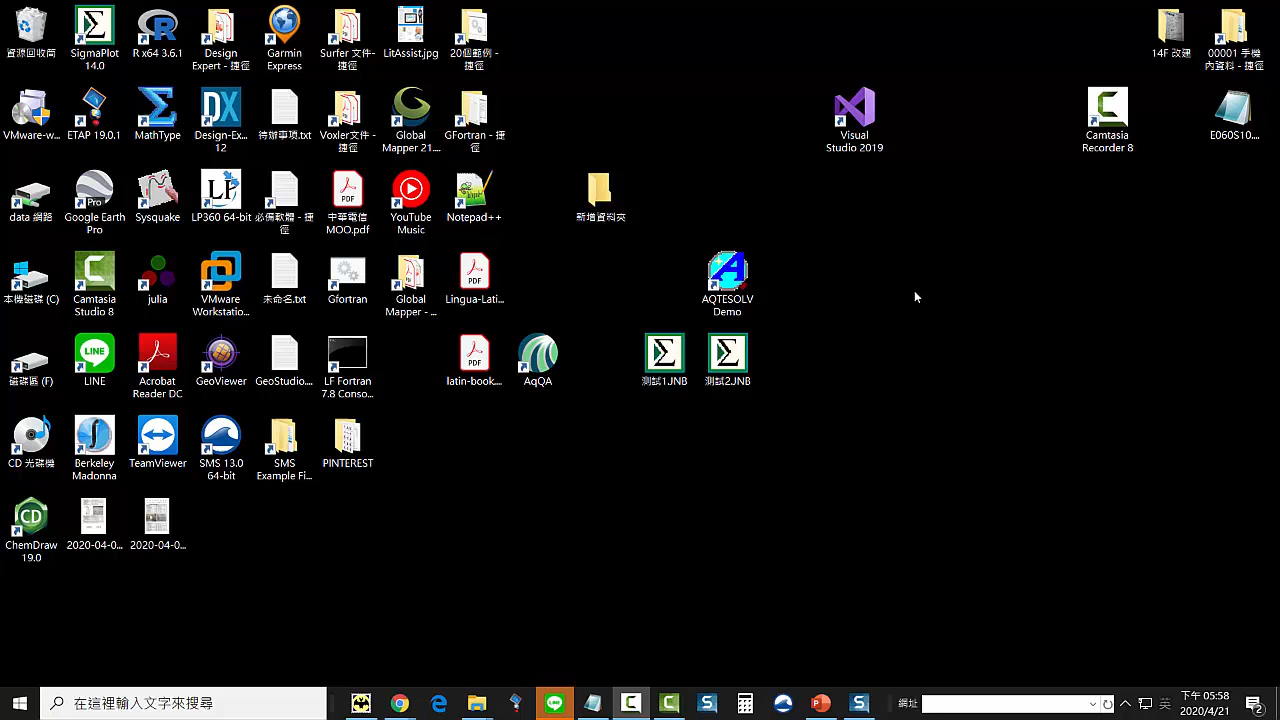 資源回收筒
SigmaPlot
14.0
R x64 3.6.1
Design
Expert - 捷徑
Garmin
Express
Surfer 文件-
捷徑
LitAssist.jpg
20個範例 -
捷徑
14F 改建
00001 手機
內資料 - 捷徑
VMware-w...
ETAP 19.0.1
MathType
Design-Ex...
12
待辦事項.txt
Voxler文件 -
捷徑
Global
Mapper 21....
GFortran - 捷
徑
Visual
Studio 2019
Camtasia
Recorder 8
E060S10....
data 網路
Google Earth
Pro
Sysquake
LP360 64-bit
必備軟體 - 捷
徑
中華電信
MOO.pdf
YouTube
Music
Notepad++
新增資料夾
本機磁碟 (C)
Camtasia
Studio 8
julia
VMware
Workstatio...
未命名.txt
Gfortran
Global
Mapper - ...
Lingua-Lati...
AQTESOLV
Demo
磁碟區 (F)
LINE
Acrobat
Reader DC
GeoViewer
GeoStudio....
LF Fortran
7.8 Conso...
latin-book....
AqQA
測試1.JNB
測試2.JNB
CD 光碟機
Berkeley
Madonna
TeamViewer
SMS 13.0
64-bit
SMS
Example Fi...
PINTEREST
ChemDraw
19.0
2020-04-0...
2020-04-0...
在這裡輸入文字來搜尋
網址
英
下午 05:58
2020/4/21
2